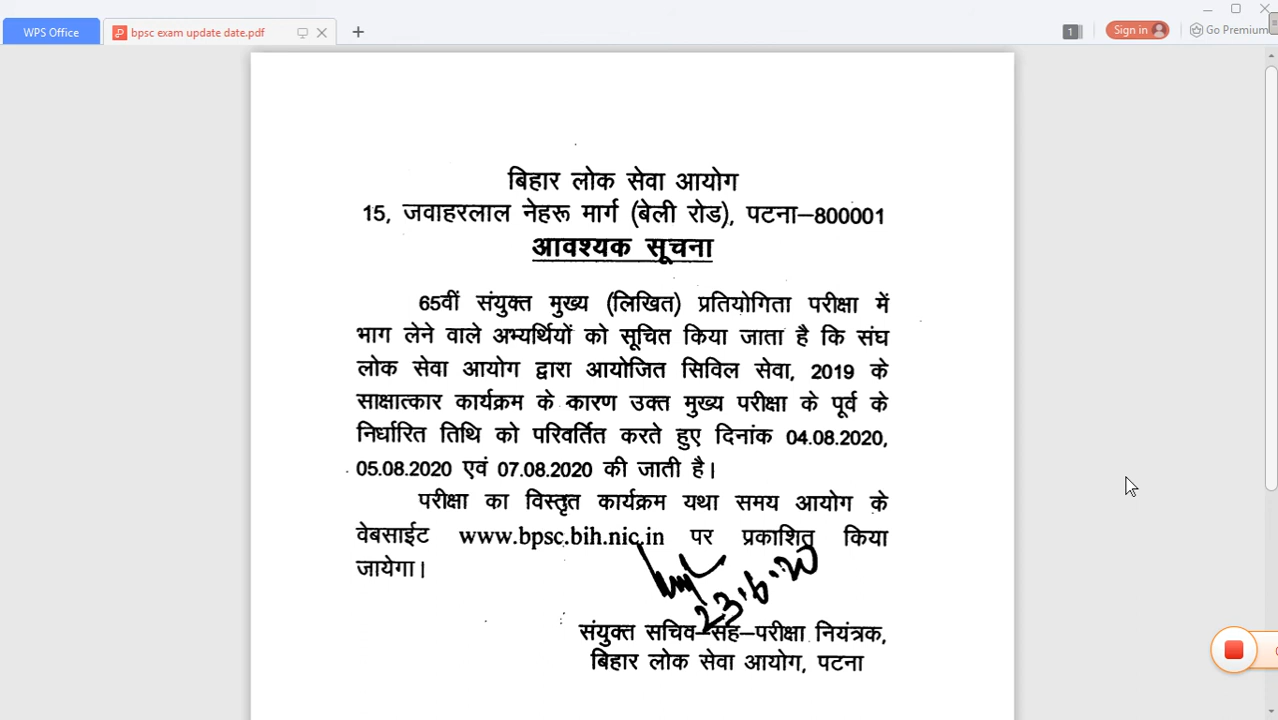 WPS Office
bpsc exam update date.pdf
1
Sign in
Go Premium
बिहार लोक सेवा आयोग
15, जवाहरलाल नेहरू मार्ग (बेली रोड), पटना–800001
आवश्यक सूचना
65वीं संयुक्त मुख्य (लिखित) प्रतियोगिता परीक्षा में
भाग लेने वाले अभ्यर्थियों को सूचित किया जाता है कि संघ
लोक सेवा आयोग द्वारा आयोजित सिविल सेवा, 2019 के
साक्षात्कार कार्यक्रम के कारण उक्त मुख्य परीक्षा के पूर्व के
निर्धारित तिथि को परिवर्तित करते हुए दिनांक 04.08.2020,
05.08.2020 एवं 07.08.2020 की जाती है।
परीक्षा का विस्तृत कार्यक्रम यथा समय आयोग के
वेबसाईट www.bpsc.bih.nic.in पर प्रकाशित किया
जायेगा।
23.6.20
संयुक्त सचिव–सह–परीक्षा नियंत्रक,
बिहार लोक सेवा आयोग, पटना